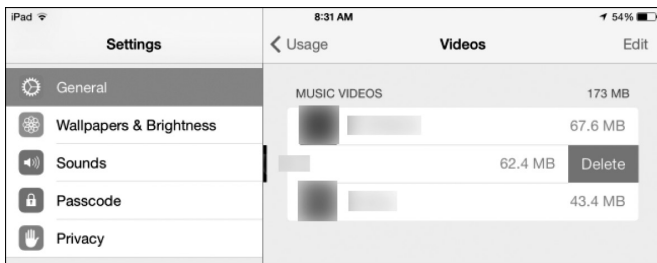 iPad 8:31 AM 54%
Settings
Usage Videos Edit
General
Wallpapers & Brightness
Sounds
Passcode
Privacy
MUSIC VIDEOS 173 MB
67.6 MB
62.4 MB Delete
43.4 MB